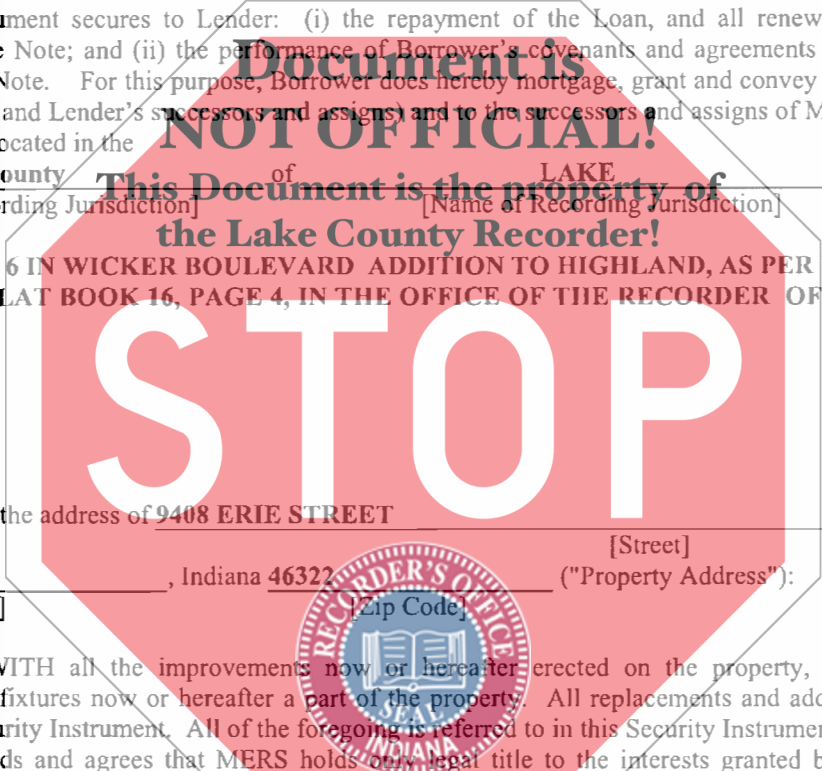 ument secures to Lender: (i) the repayment of the Loan, and all renew
e Note; and (ii) the performance of Borrower's covenants and agreements
Note. For this purpose, Borrower does hereby mortgage, grant and convey
and Lender's successors and assigns) and to the successors and assigns of M
ocated in the
ounty of LAKE
rding Jurisdiction] [Name of Recording Jurisdiction]
Document is
NOT OFFICIAL!
This Document is the property of
the Lake County Recorder!
6 IN WICKER BOULEVARD ADDITION TO HIGHLAND, AS PER
LAT BOOK 16, PAGE 4, IN THE OFFICE OF THE RECORDER OF
STOP
the address of 9408 ERIE STREET
[Street]
, Indiana 46322 ("Property Address"):
] [Zip Code]
RECORDER'S OFFICE
SEAL
INDIANA
WITH all the improvements now or hereafter erected on the property,
fixtures now or hereafter a part of the property. All replacements and add
urity Instrument. All of the foregoing is referred to in this Security Instrumen
ds and agrees that MERS holds only legal title to the interests granted b